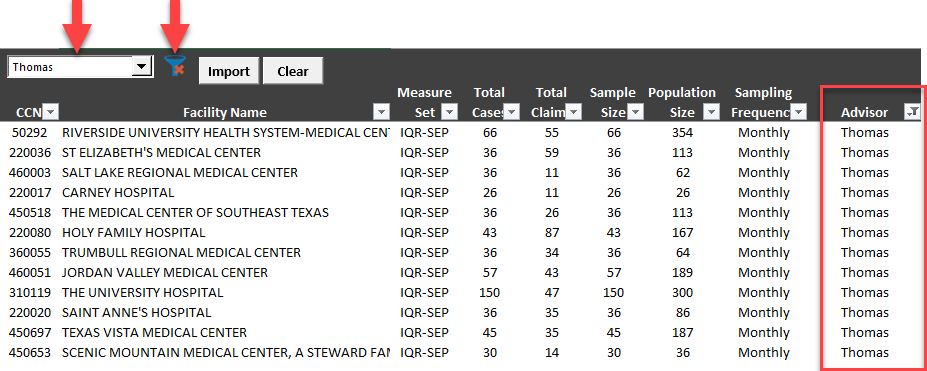 Thomas
Import Clear
Measure Total Total Sample Population Sampling
CCN Facility Name Set Cases Claim Size Size Frequenc Advisor
50292 RIVERSIDE UNIVERSITY HEALTH SYSTEM-MEDICAL CENT IQR-SEP 66 55 66 354 Monthly Thomas
220036 ST ELIZABETH'S MEDICAL CENTER IQR-SEP 36 59 36 113 Monthly Thomas
460003 SALT LAKE REGIONAL MEDICAL CENTER IQR-SEP 36 11 36 62 Monthly Thomas
220017 CARNEY HOSPITAL IQR-SEP 26 11 26 26 Monthly Thomas
450518 THE MEDICAL CENTER OF SOUTHEAST TEXAS IQR-SEP 36 26 36 113 Monthly Thomas
220080 HOLY FAMILY HOSPITAL IQR-SEP 43 87 43 167 Monthly Thomas
360055 TRUMBULL REGIONAL MEDICAL CENTER IQR-SEP 36 34 36 64 Monthly Thomas
460051 JORDAN VALLEY MEDICAL CENTER IQR-SEP 57 43 57 189 Monthly Thomas
310119 THE UNIVERSITY HOSPITAL IQR-SEP 150 47 150 300 Monthly Thomas
220020 SAINT ANNE'S HOSPITAL IQR-SEP 36 35 36 86 Monthly Thomas
450697 TEXAS VISTA MEDICAL CENTER IQR-SEP 45 35 45 187 Monthly Thomas
450653 SCENIC MOUNTAIN MEDICAL CENTER, A STEWARD FAN IQR-SEP 30 14 30 36 Monthly Thomas